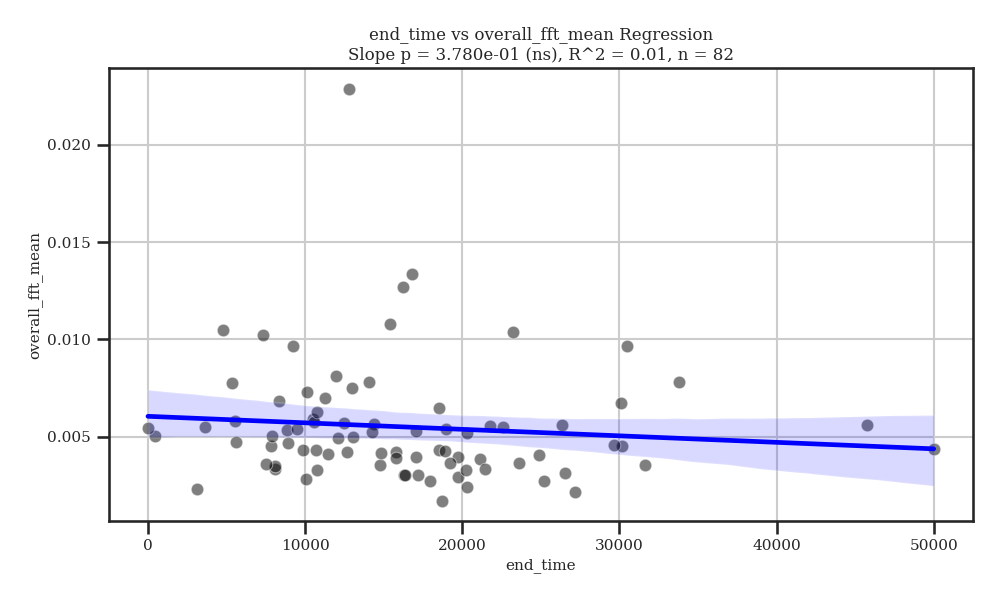 end_time vs overall_fft_mean Regression
Slope p = 3.780e-01 (ns), R^2 = 0.01, n = 82
overall_fft_mean
0.020
0.015
0.010
0.005
0
10000
20000
30000
40000
50000
end_time